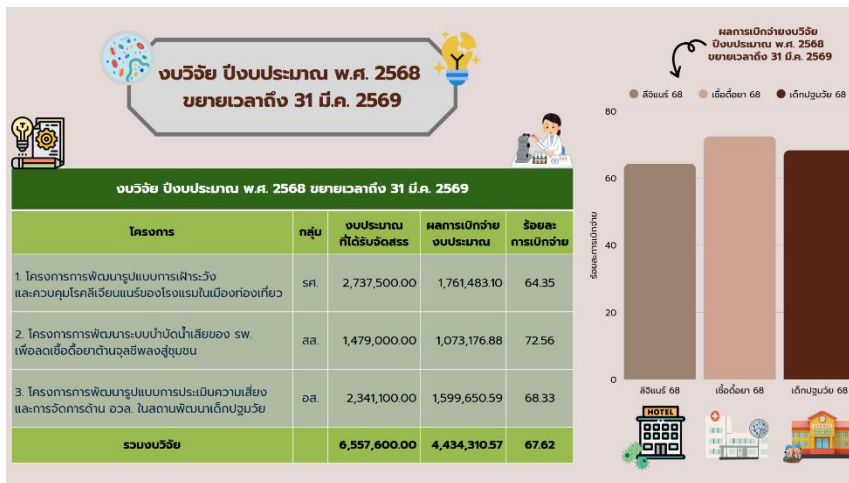 งบวิจัย ปีงบประมาณ พ.ศ. 2568
ขยายเวลาถึง 31 มี.ค. 2569
งบวิจัย ปีงบประมาณ พ.ศ. 2568 ขยายเวลาถึง 31 มี.ค. 2569
โครงการ กลุ่ม งบประมาณ ที่ได้รับจัดสรร ผลการเบิกจ่าย งบประมาณ ร้อยละ การเบิกจ่าย
1. โครงการการพัฒนารูปแบบการเฝ้าระวัง
และควบคุมโรคลีเจียนแนร์ของโรงแรมในเมืองท่องเที่ยว
รศ. 2,737,500.00 1,761,483.10 64.35
2. โครงการการพัฒนาระบบบำบัดน้ำเสียของ รพ.
เพื่อลดเชื้อดื้อยาต้านจุลชีพลงสู่ชุมชน
สส. 1,479,000.00 1,073,176.88 72.56
3. โครงการการพัฒนารูปแบบการประเมินความเสี่ยง
และการจัดการด้าน อวล. ในสถานพัฒนาเด็กปฐมวัย
อส. 2,341,100.00 1,599,650.59 68.33
รวมงบวิจัย 6,557,600.00 4,434,310.57 67.62
ผลการเบิกจ่ายงบวิจัย
ปีงบประมาณ พ.ศ. 2568
ขยายเวลาถึง 31 มี.ค. 2569
ลีจิแนร์ 68 เชื้อดื้อยา 68 เด็กปฐมวัย 68
80
60
40
20
0
ร้อยละการเบิกจ่าย
ลีจิแนร์ 68 เชื้อดื้อยา 68 เด็กปฐมวัย 68
HOTEL